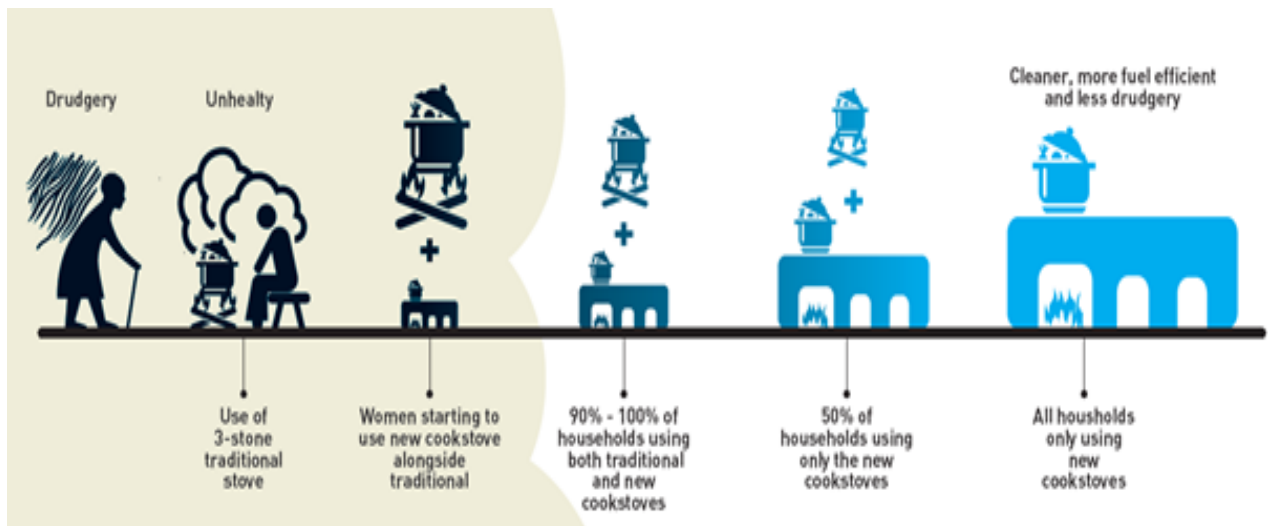 Drudgery
Unhealty
Cleaner, more fuel efficient
and less drudgery
Use of
3-stone
traditional
stove
Women starting to
use new cookstove
alongside
traditional
90% - 100% of
households using
both traditional
and new
cookstoves
50% of
households using
only the new
cookstoves
All housholds
only using
new
cookstoves